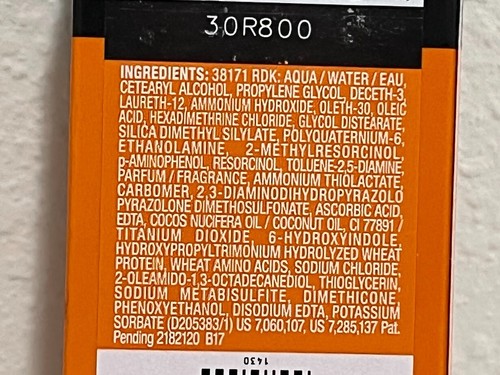 30R800
INGREDIENTS: 38171 RDK: AQUA / WATER / EAU,
CETEARYL ALCOHOL, PROPYLENE GLYCOL, DECETH-3,
LAURETH-12, AMMONIUM HYDROXIDE, OLETH-30, OLEIC
ACID, HEXADIMETHRINE CHLORIDE, GLYCOL DISTEARATE,
SILICA DIMETHYL SILYLATE, POLYQUATERNIUM-6,
ETHANOLAMINE, 2-METHYLRESORCINOL,
p-AMINOPHENOL, RESORCINOL, TOLUENE-2,5-DIAMINE,
PARFUM / FRAGRANCE, AMMONIUM THIOLACTATE,
CARBOMER, 2,3-DIAMINODIHYDROPYRAZOLO
PYRAZOLONE DIMETHOSULFONATE, ASCORBIC ACID,
EDTA, COCOS NUCIFERA OIL / COCONUT OIL, CI 77891 /
TITANIUM DIOXIDE, 6-HYDROXYINDOLE,
HYDROXYPROPYLTRIMONIUM HYDROLYZED WHEAT
PROTEIN, WHEAT AMINO ACIDS, SODIUM CHLORIDE,
2-OLEAMIDO-1,3-OCTADECANEDIOL, THIOGLYCERIN,
SODIUM METABISULFITE, DIMETHICONE,
PHENOXYETHANOL, DISODIUM EDTA, POTASSIUM
SORBATE (D205383/1) US 7,060,107, US 7,285,137 Pat.
Pending 2182120 B17
1430